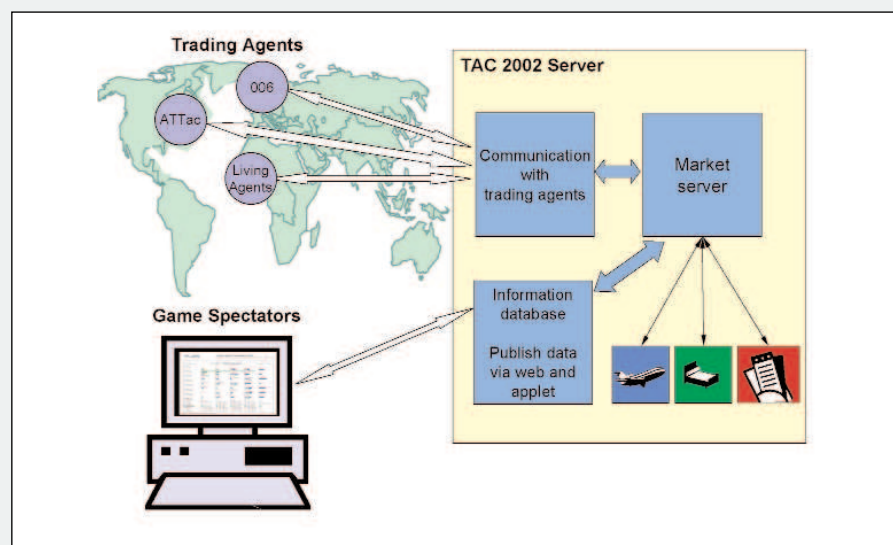 Trading Agents
006
ATTac
Living
Agents
TAC 2002 Server
Communication
with
trading agents
Market
server
Game Spectators
Information
database
Publish data
via web and
applet